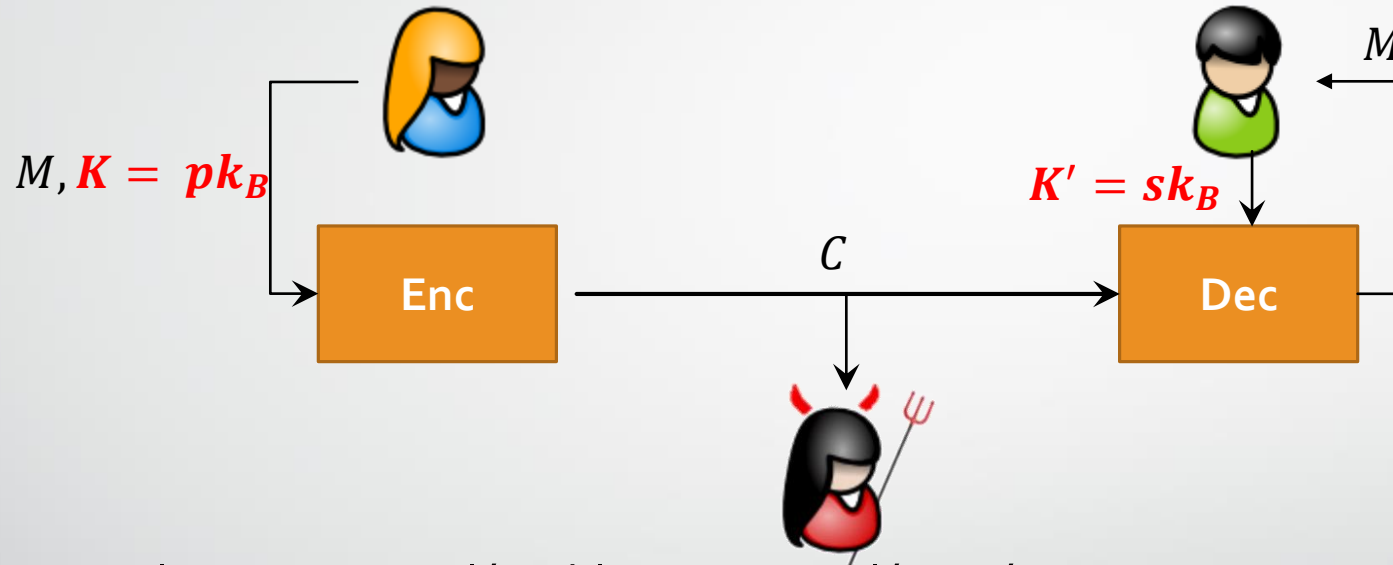 M
M, K = pk_B
K' = sk_B
C
Enc
Dec